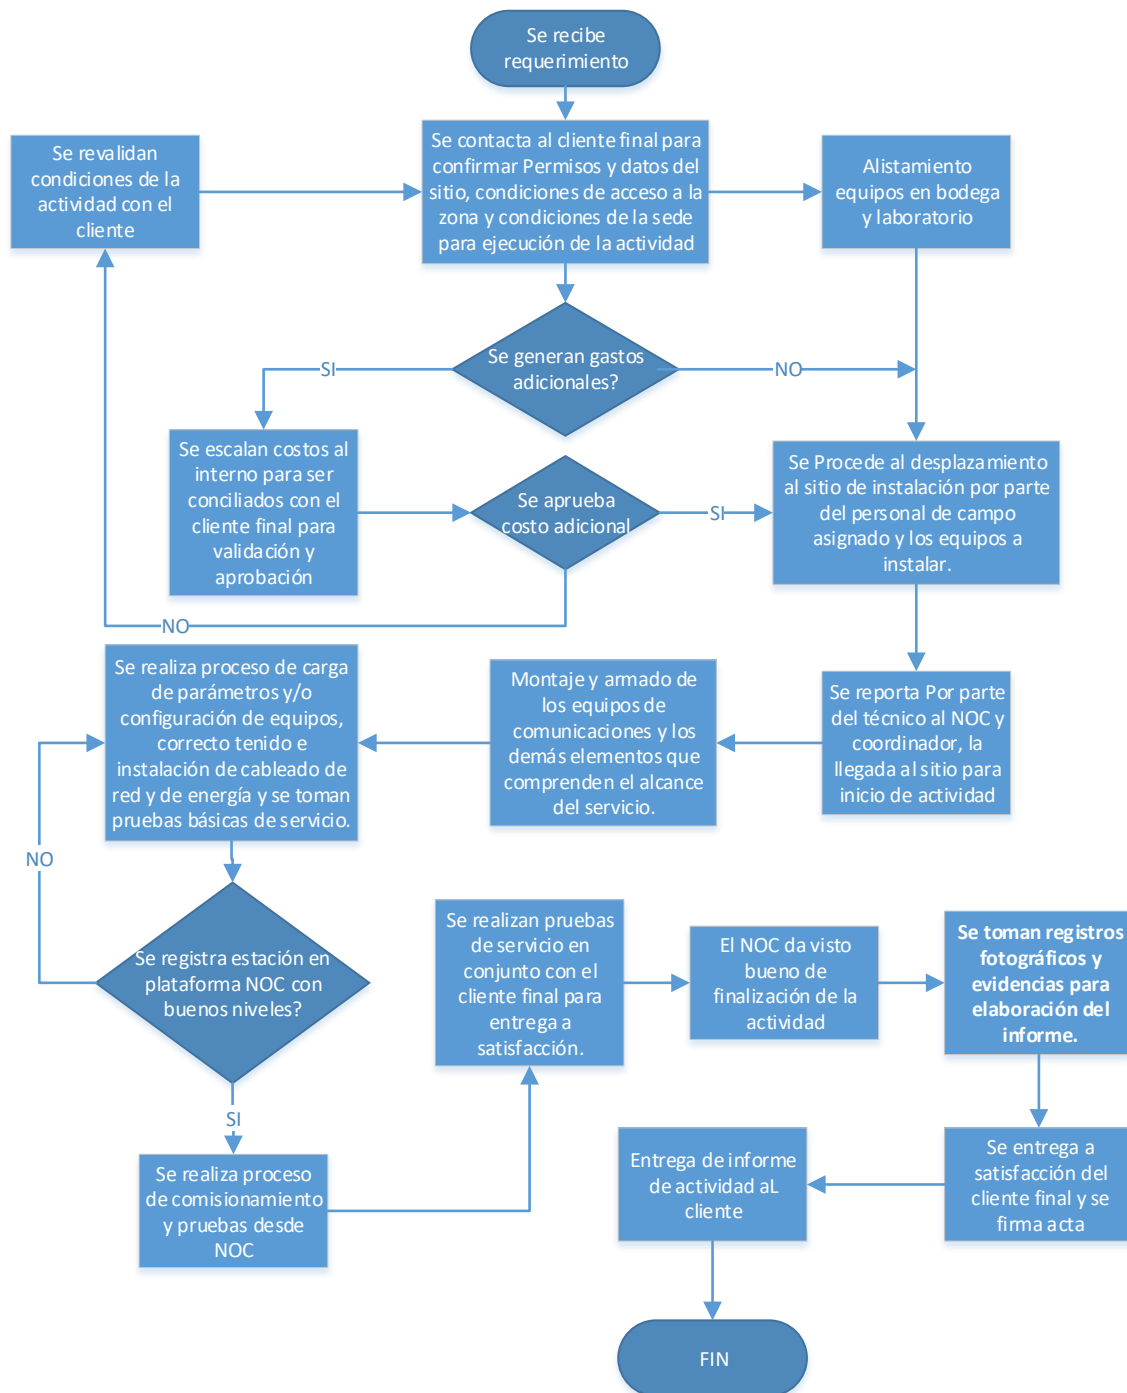 Se recibe
requerimiento
Se revalidan
condiciones de la
actividad con el
cliente
Se contacta al cliente final para
confirmar Permisos y datos del
sitio, condiciones de acceso a la
zona y condiciones de la sede
para ejecución de la actividad
Alistamiento
equipos en bodega
y laboratorio
Se generan gastos
adicionales?
SI
NO
Se escalan costos al
interno para ser
conciliados con el
cliente final para
validación y
aprobación
Se aprueba
costo adicional
SI
NO
Se Procede al desplazamiento
al sitio de instalación por parte
del personal de campo
asignado y los equipos a
instalar.
Se reporta Por parte
del técnico al NOC y
coordinador, la
llegada al sitio para
inicio de actividad
Montaje y armado de
los equipos de
comunicaciones y los
demás elementos que
comprenden el alcance
del servicio.
Se realiza proceso de carga
de parámetros y/o
configuración de equipos,
correcto tenido e
instalación de cableado de
red y de energía y se toman
pruebas básicas de servicio.
NO
Se registra estación en
plataforma NOC con
buenos niveles?
SI
Se realiza proceso
de comisionamiento
y pruebas desde
NOC
Se realizan pruebas
de servicio en
conjunto con el
cliente final para
entrega a
satisfacción.
El NOC da visto
bueno de
finalización de la
actividad
Se toman registros
fotográficos y
evidencias para
elaboración del
informe.
Se entrega a
satisfacción del
cliente final y se
firma acta
Entrega de informe
de actividad aL
cliente
FIN